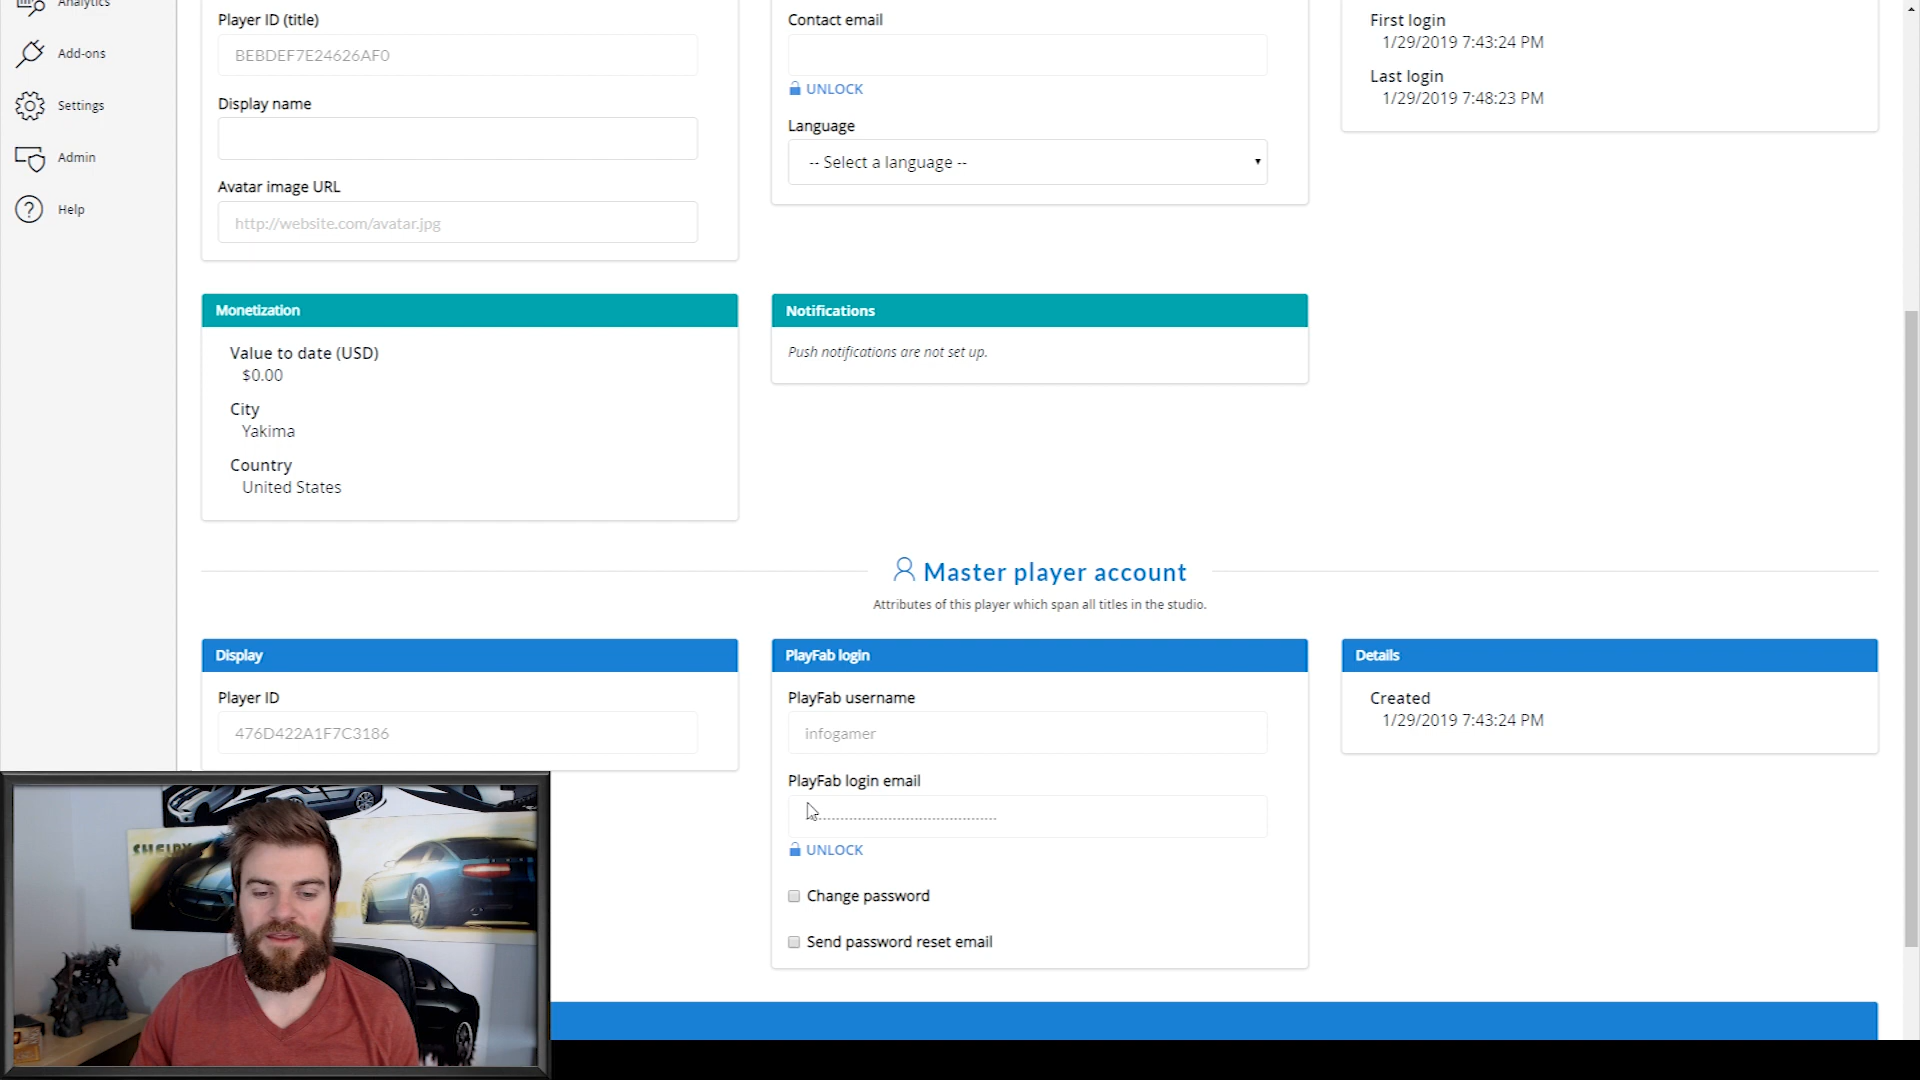 Analytics
Add-ons
Settings
Admin
Help
Player ID (title)
BEBDEF7E24626AF0
Display name
Avatar image URL
http://website.com/avatar.jpg
Contact email
UNLOCK
Language
-- Select a language --
First login
1/29/2019 7:43:24 PM
Last login
1/29/2019 7:48:23 PM
Monetization
Value to date (USD)
$0.00
City
Yakima
Country
United States
Notifications
Push notifications are not set up.
Master player account
Attributes of this player which span all titles in the studio.
Display
Player ID
476D422A1F7C3186
PlayFab login
PlayFab username
infogamer
PlayFab login email
UNLOCK
Change password
Send password reset email
Details
Created
1/29/2019 7:43:24 PM
SHELBY